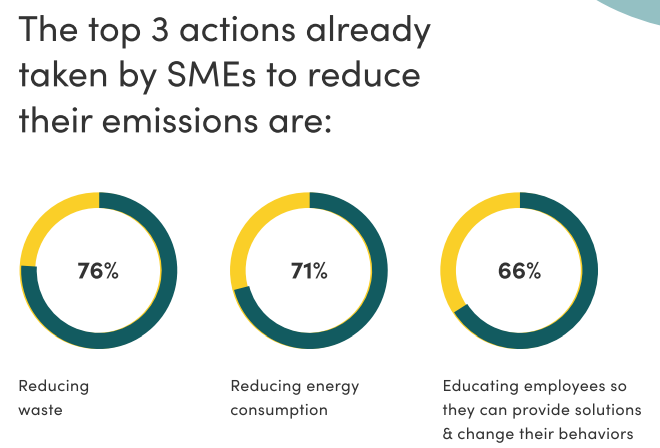 The top 3 actions already
taken by SMEs to reduce
their emissions are:
76%
71%
66%
Reducing
waste
Reducing energy
consumption
Educating employees so
they can provide solutions
& change their behaviors